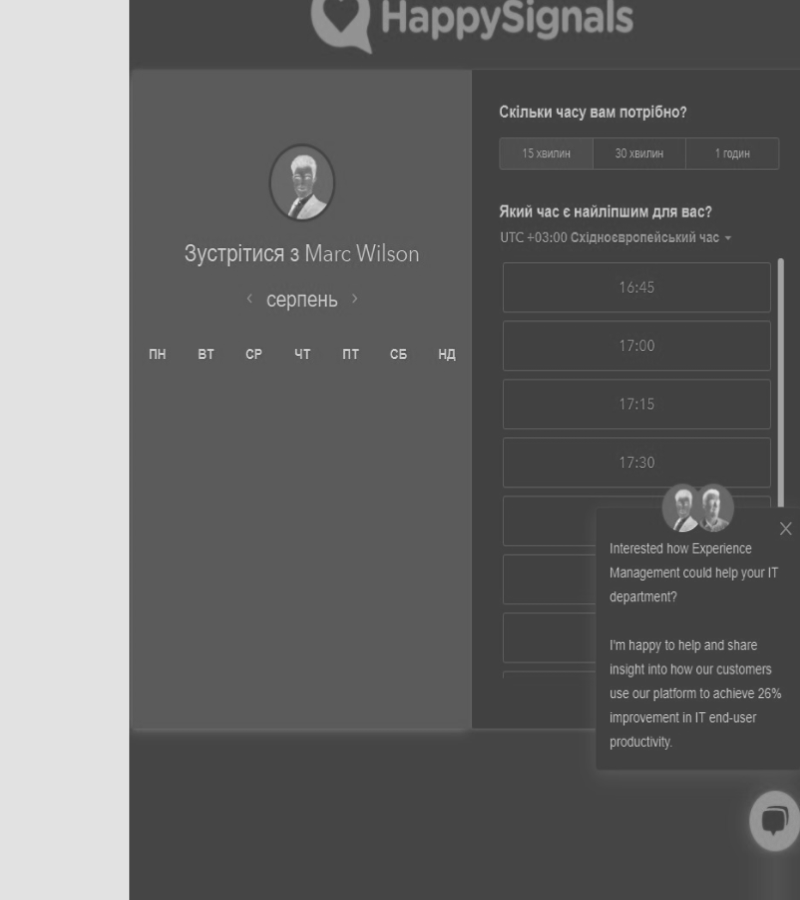 HappySignals
Зустрітися з Marc Wilson
серпень
ПН ВТ СР ЧТ ПТ СБ НД
Скільки часу вам потрібно?
15 хвилин 30 хвилин 1 годин
Який час є найліпшим для вас?
UTC +03:00 Східноєвропейський час
16:45
17:00
17:15
17:30
Interested how Experience
Management could help your IT
department?
I'm happy to help and share
insight into how our customers
use our platform to achieve 26%
improvement in IT end-user
productivity.